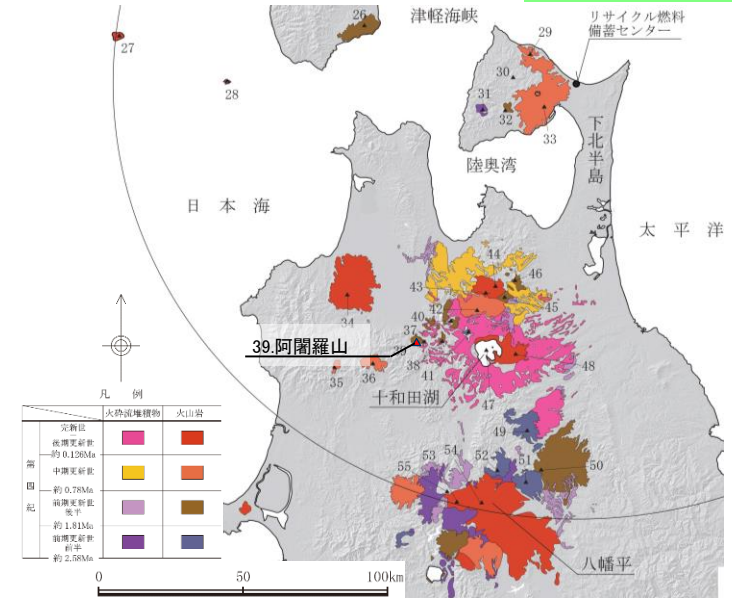 津軽海峡
リサイクル燃料
備蓄センター
26
27
28
29
30
31
32
33
陸奥湾
下北半島
日本海
太平洋
34
35
36
37
38
39.阿闍羅山
40
41
42
43
44
45
46
47
48
十和田湖
49
50
51
52
53
54
55
八幡平
凡例
火砕流堆積物 火山岩
第四紀
完新世
後期更新世
約0.126Ma
中期更新世
約0.78Ma
前期更新世
後半
約1.81Ma
前期更新世
前半
約2.58Ma
0 50 100km